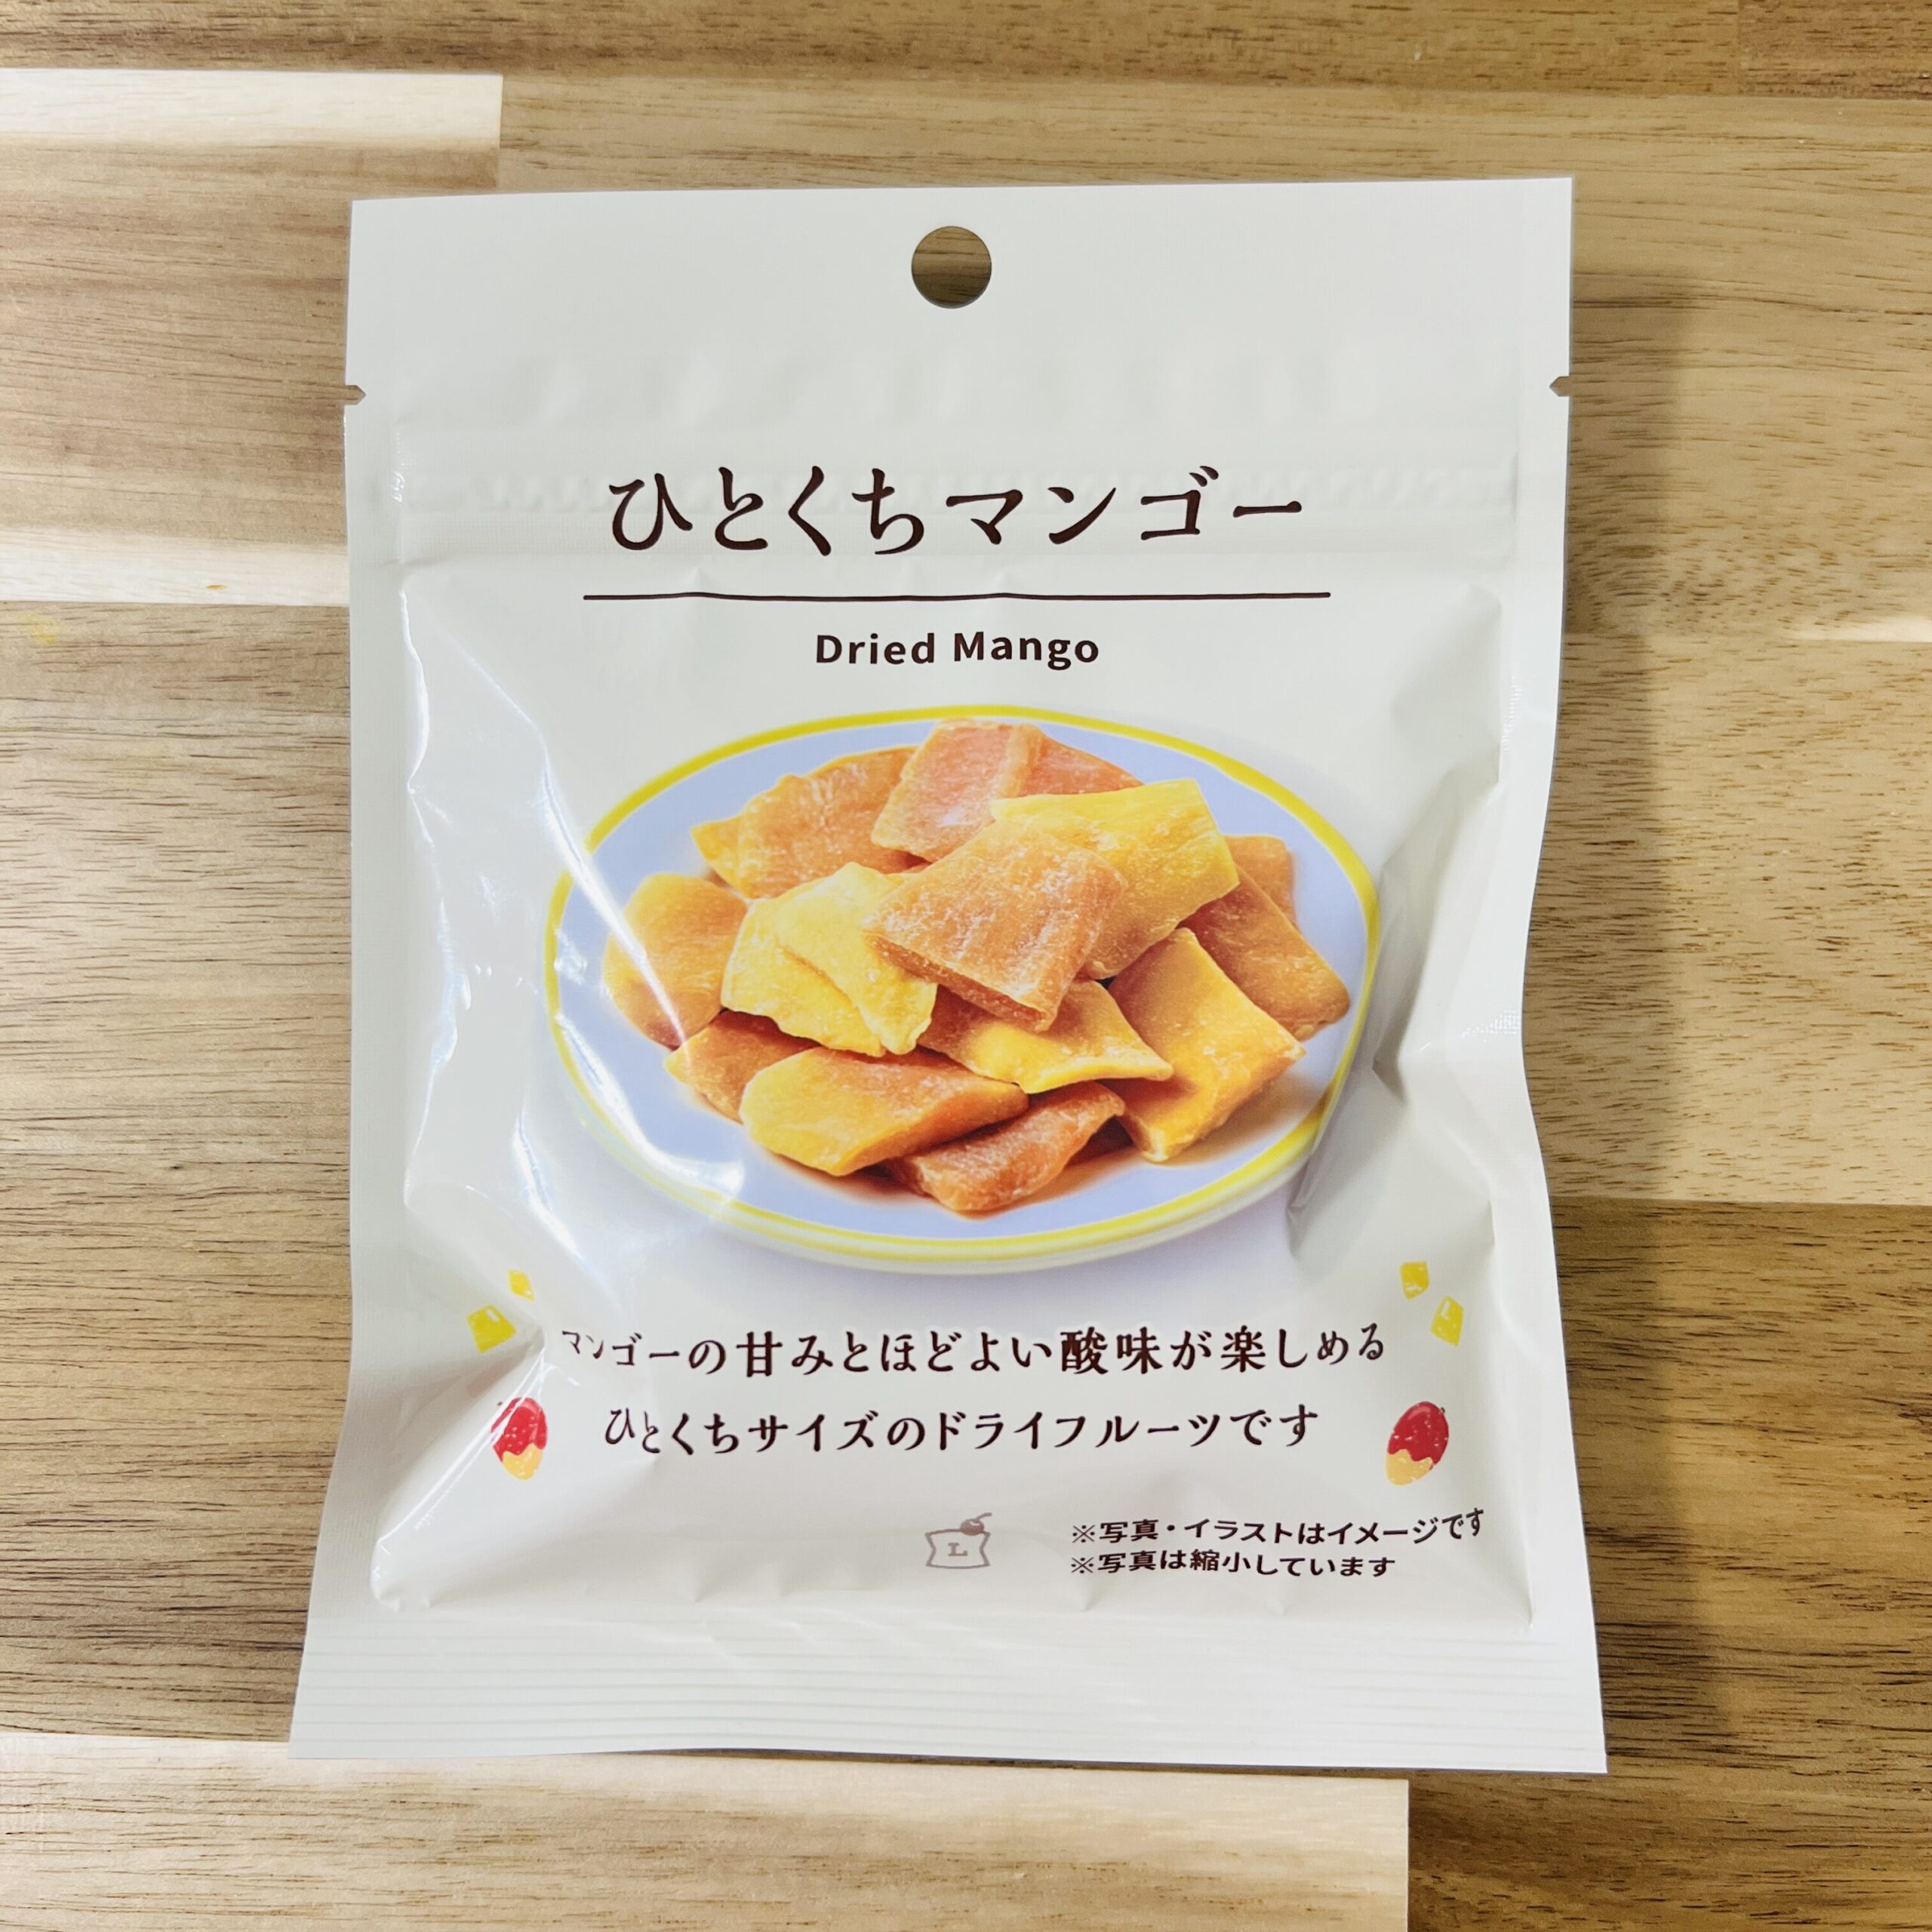 ひとくちマンゴー
Dried Mango
マンゴーの甘みとほどよい酸味が楽しめる
ひとくちサイズのドライフルーツです
L
※写真・イラストはイメージです
※写真は縮小しています